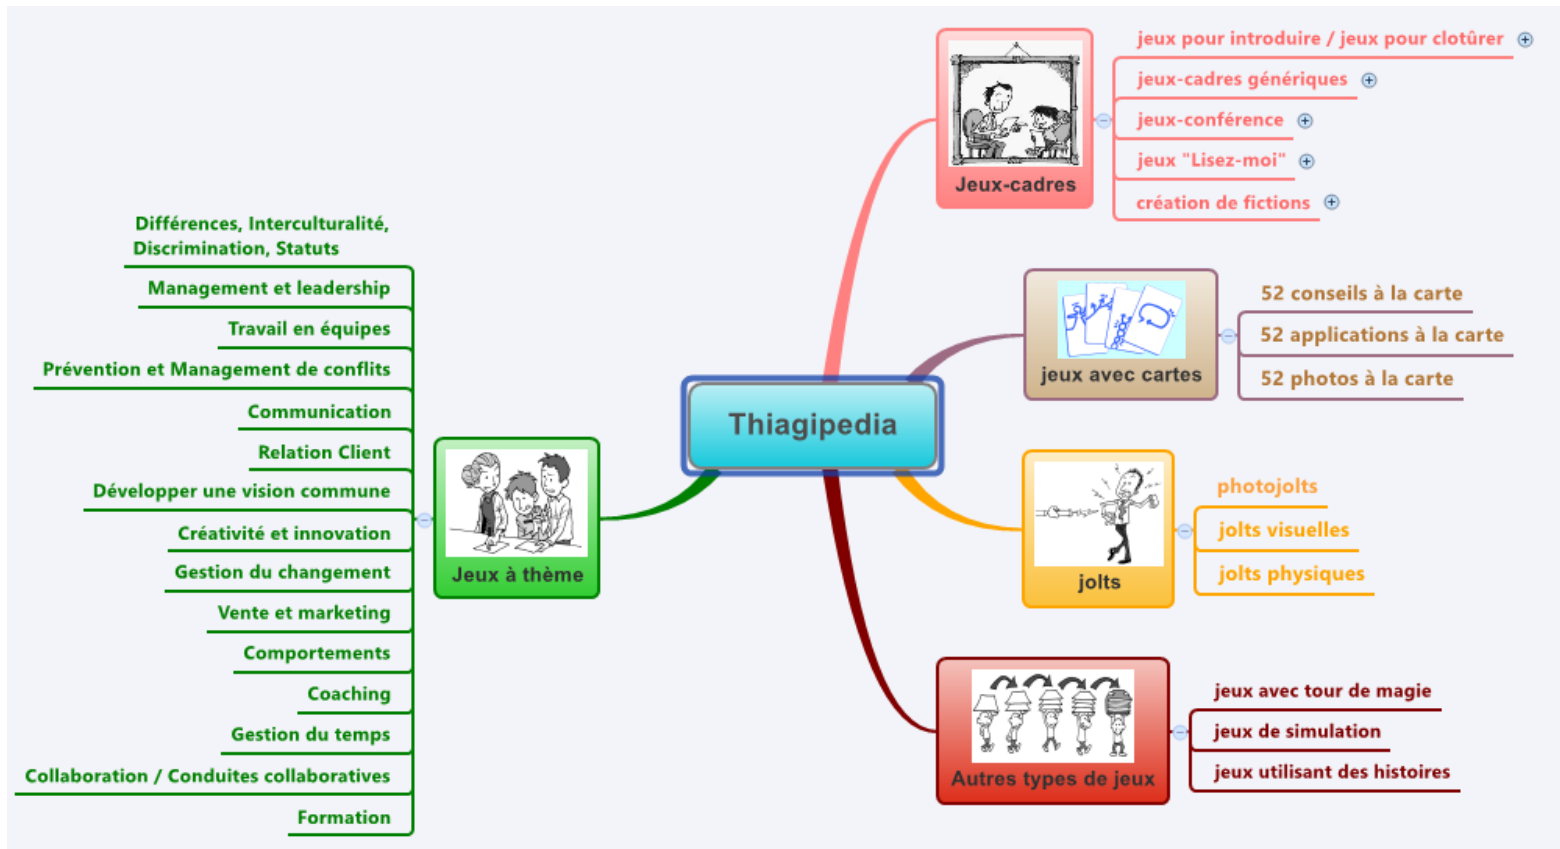 Thiagipedia
Jeux-cadres
jeux pour introduire / jeux pour clotûrer
jeux-cadres génériques
jeux-conférence
jeux "Lisez-moi"
création de fictions
jeux avec cartes
52 conseils à la carte
52 applications à la carte
52 photos à la carte
jolts
photojolts
jolts visuelles
jolts physiques
Autres types de jeux
jeux avec tour de magie
jeux de simulation
jeux utilisant des histoires
Jeux à thème
Différences, Interculturalité,
Discrimination, Statuts
Management et leadership
Travail en équipes
Prévention et Management de conflits
Communication
Relation Client
Développer une vision commune
Créativité et innovation
Gestion du changement
Vente et marketing
Comportements
Coaching
Gestion du temps
Collaboration / Conduites collaboratives
Formation